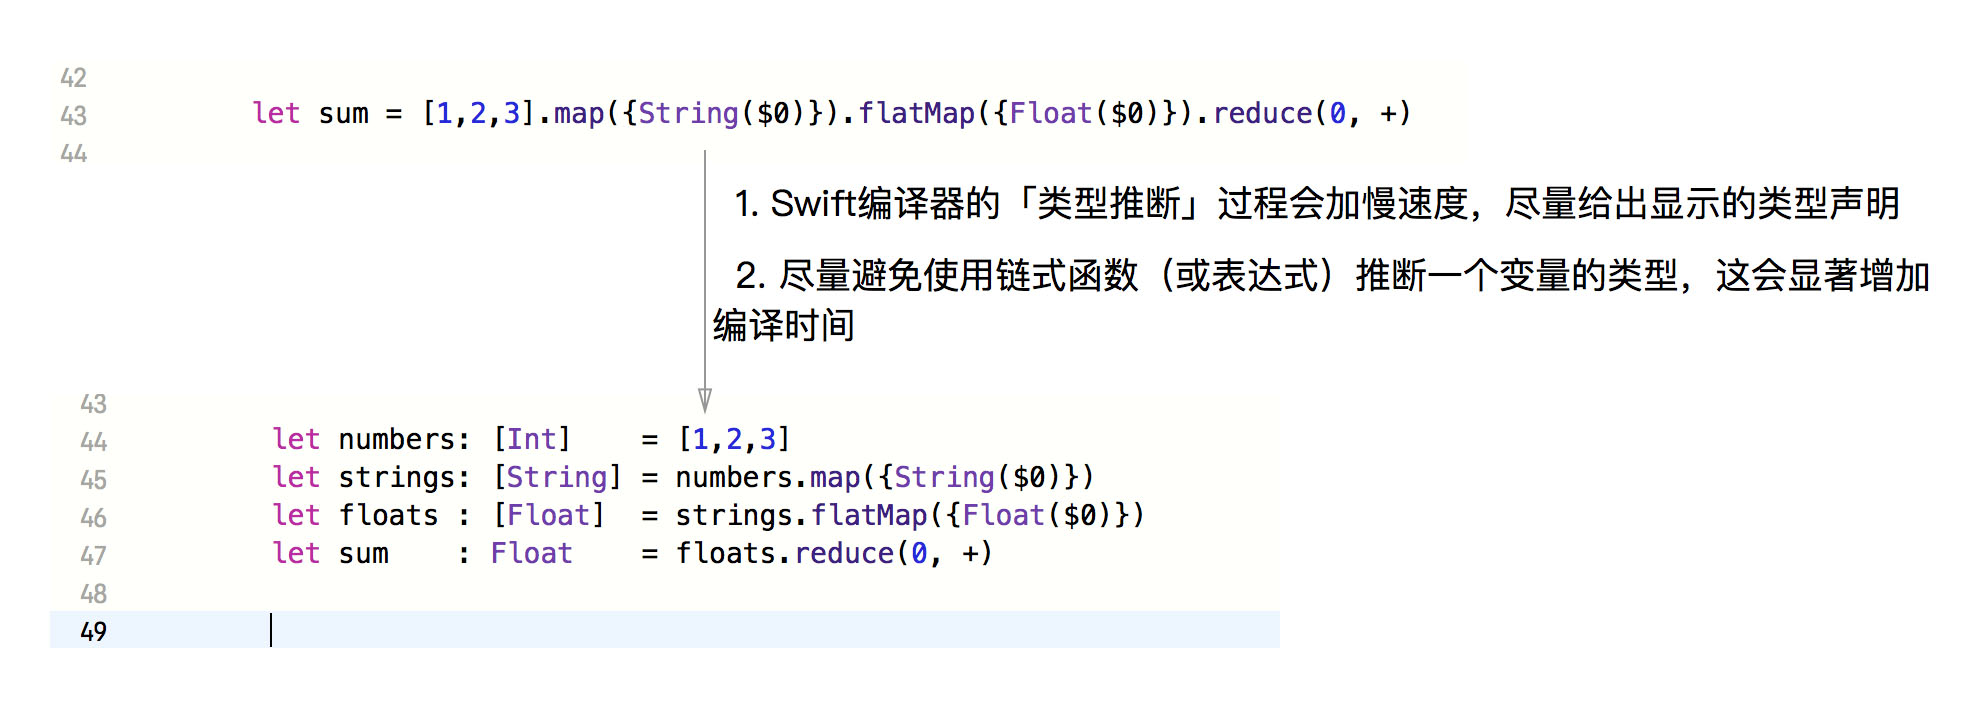 42
43 let sum = [1,2,3].map({String($0)}).flatMap({Float($0)}).reduce(0, +)
44
1. Swift编译器的「类型推断」过程会加慢速度，尽量给出显示的类型声明
2. 尽量避免使用链式函数（或表达式）推断一个变量的类型，这会显著增加
编译时间
43
44 let numbers: [Int]    = [1,2,3]
45 let strings: [String] = numbers.map({String($0)})
46 let floats : [Float]  = strings.flatMap({Float($0)})
47 let sum    : Float    = floats.reduce(0, +)
48
49